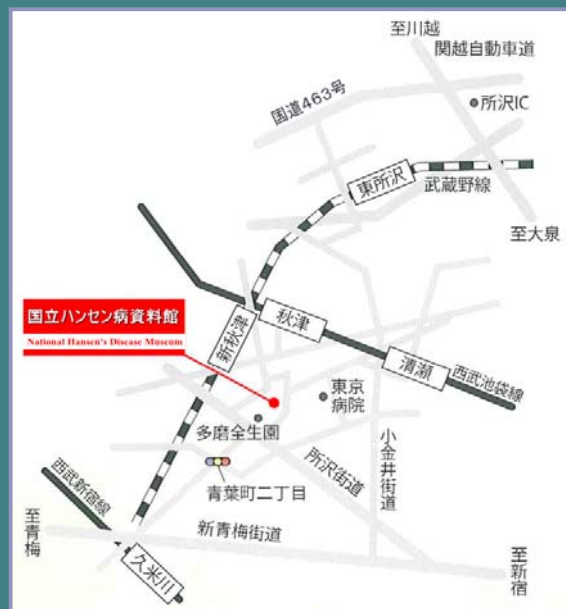 至川越
関越自動車道
国道463号
所沢IC
東所沢
武蔵野線
至大泉
国立ハンセン病資料館
National Hansen's Disease Museum
新秋津
秋津
清瀬
西武池袋線
東京
病院
多磨全生園
小金井街道
所沢街道
青葉町二丁目
西武新宿線
至青梅
新青梅街道
久米川
至新宿